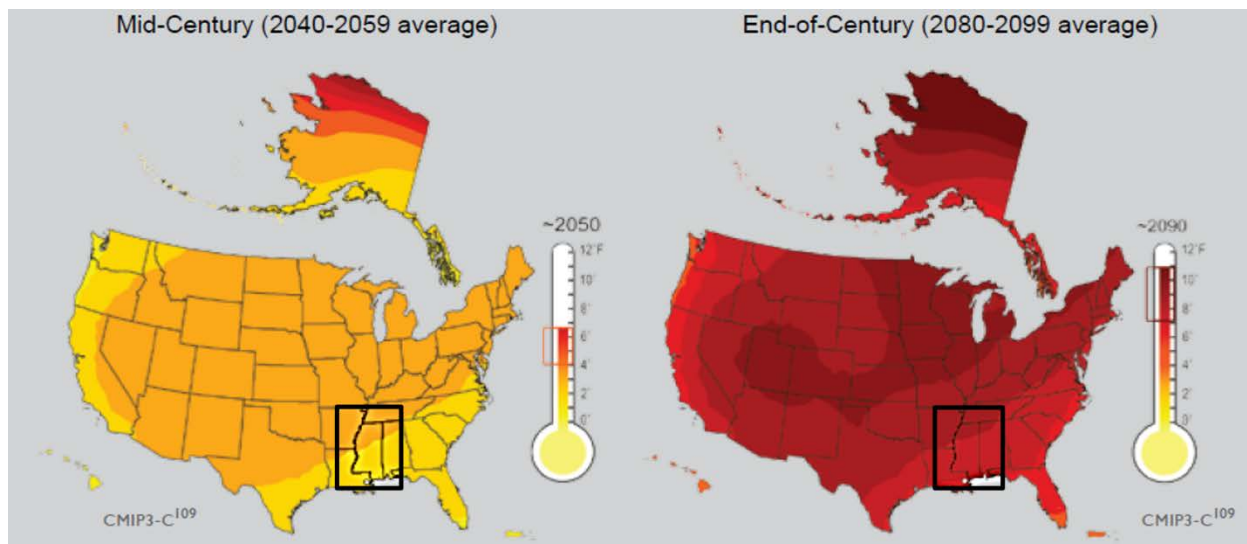 Mid-Century (2040-2059 average)
End-of-Century (2080-2099 average)
~2050
12°F
10°
8°
6°
4°
2°
0°
~2090
12°F
10°
8°
6°
4°
2°
0°
CMIP3-C109
CMIP3-C109